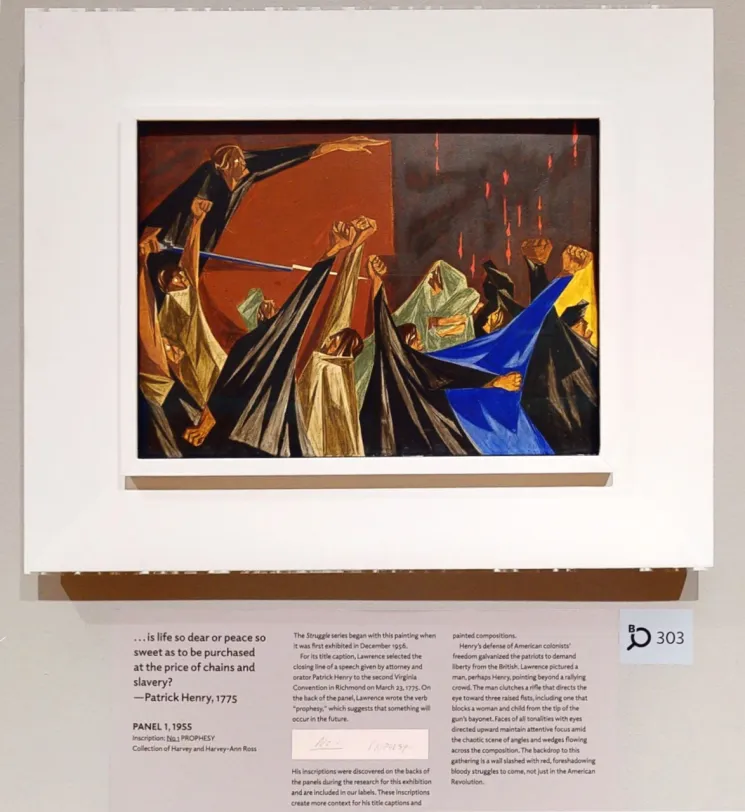 ...is life so dear or peace so
sweet as to be purchased
at the price of chains and
slavery?
—Patrick Henry, 1775
PANEL 1, 1955
Inscription: No. 1 PROPHESY
Collection of Harvey and Harvey-Ann Ross
The Struggle series began with this painting when
it was first exhibited in December 1956.
For its title caption, Lawrence selected the
closing line of a speech given by attorney and
orator Patrick Henry to the second Virginia
Convention in Richmond on March 23, 1775. On
the back of the panel, Lawrence wrote the verb
"prophesy," which suggests that something will
occur in the future.
His inscriptions were discovered on the backs of
the panels during the research for this exhibition
and are included in our labels. These inscriptions
create more context for his title captions and
painted compositions.
Henry's defense of American colonists'
freedom galvanized the patriots to demand
liberty from the British. Lawrence pictured a
man, perhaps Henry, pointing beyond a rallying
crowd. The man clutches a rifle that directs the
eye toward three raised fists, including one that
blocks a woman and child from the tip of the
gun's bayonet. Faces of all tonalities with eyes
directed upward maintain attentive focus amid
the chaotic scene of angles and wedges flowing
across the composition. The backdrop to this
gathering is a wall slashed with red, foreshadowing
bloody struggles to come, not just in the American
Revolution.
B
303